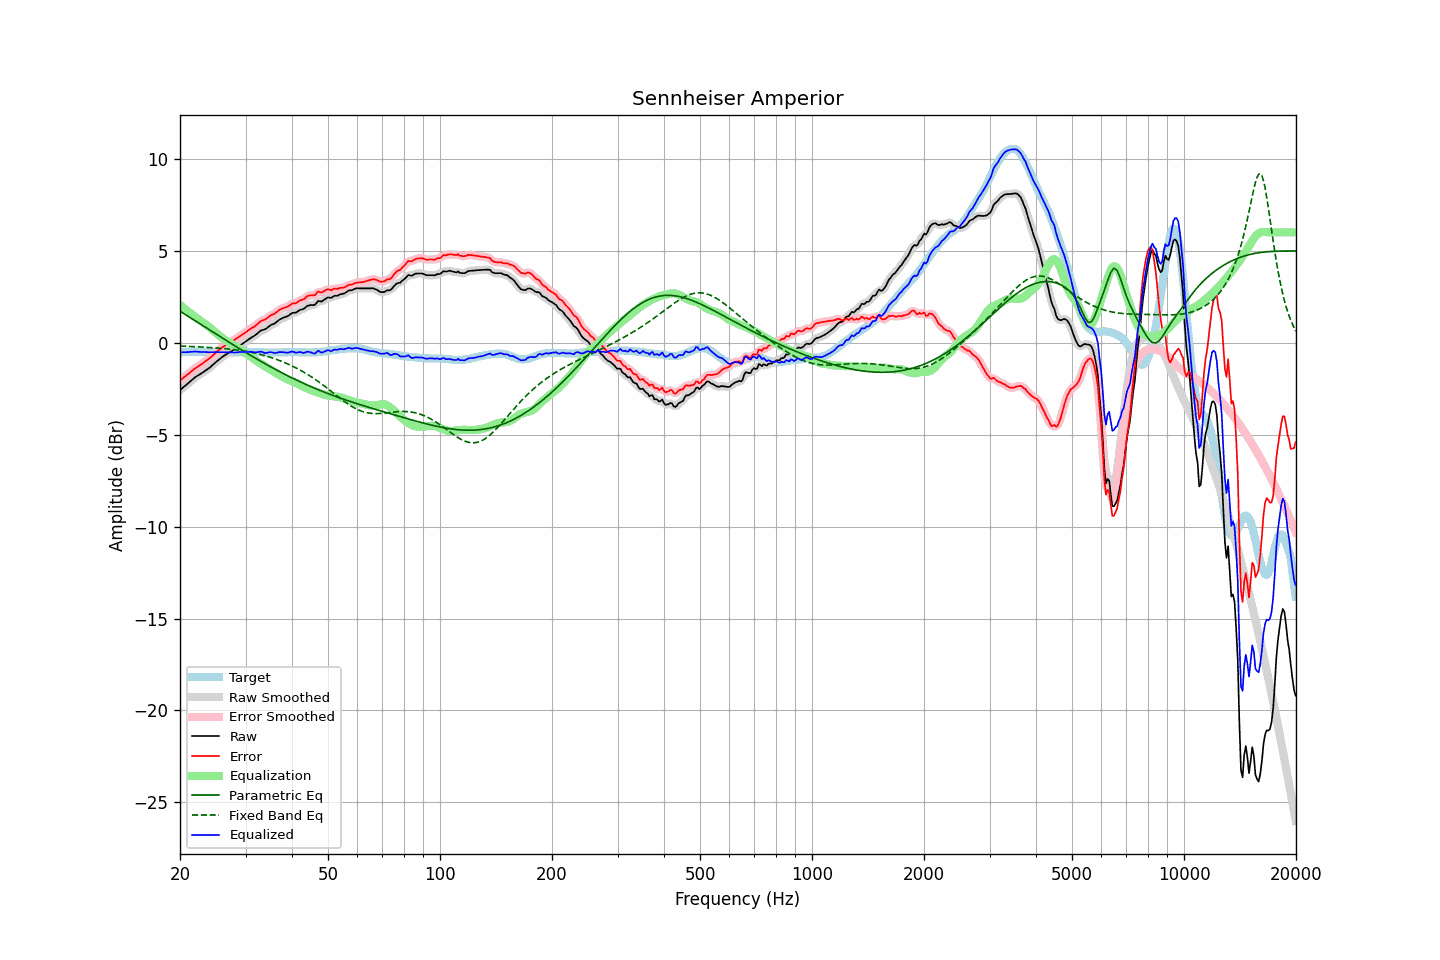 Sennheiser Amperior
10
5
0
−5
−10
−15
−20
−25
Amplitude (dBr)
Target
Raw Smoothed
Error Smoothed
Raw
Error
Equalization
Parametric Eq
Fixed Band Eq
Equalized
20 50 100 200 500 1000 2000 5000 10000 20000
Frequency (Hz)